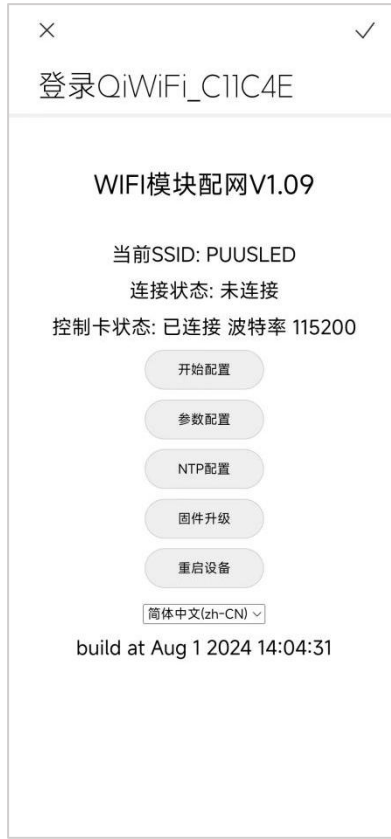 登录QiWiFi_C11C4E
WIFI模块配网V1.09
当前SSID: PUUSLED
连接状态: 未连接
控制卡状态: 已连接 波特率 115200
开始配置
参数配置
NTP配置
固件升级
重启设备
简体中文(zh-CN)
build at Aug 1 2024 14:04:31